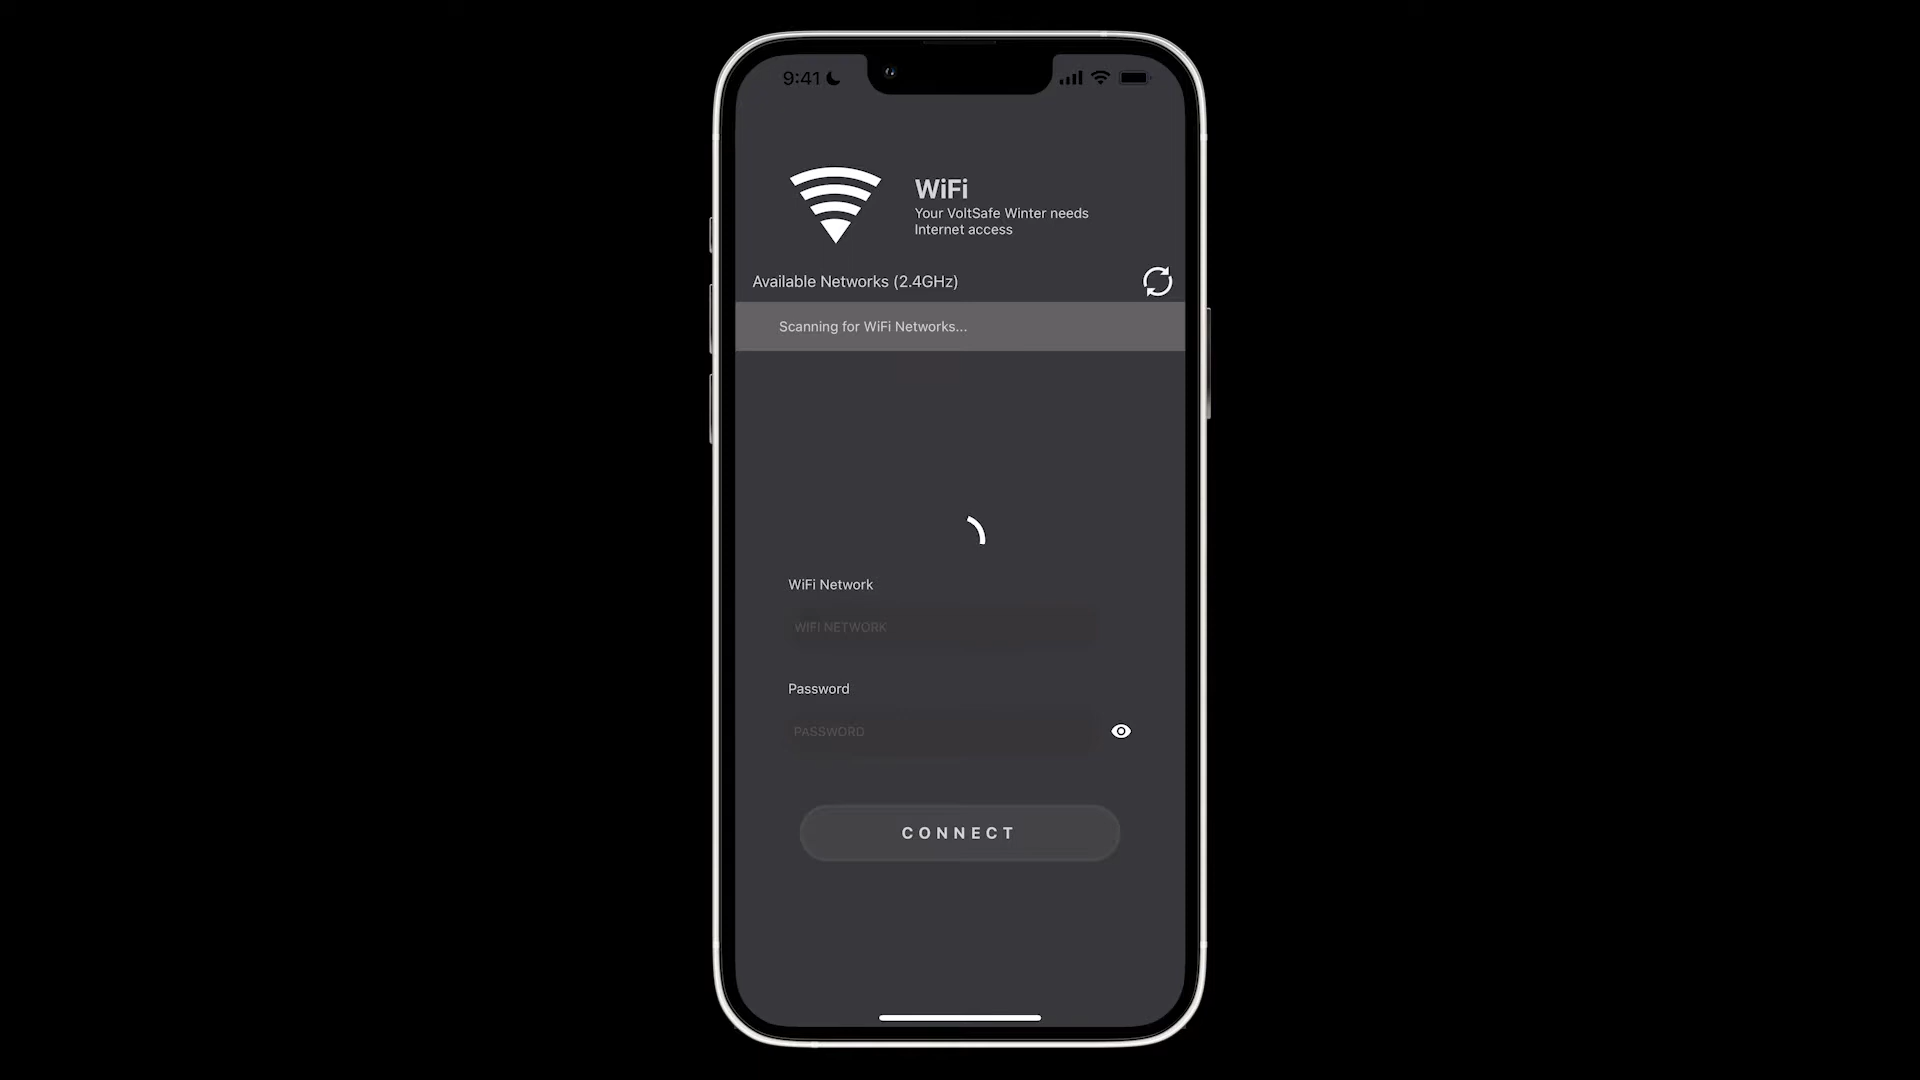 9:41
WiFi
Your VoltSafe Winter needs
Internet access
Available Networks (2.4GHz)
Scanning for WiFi Networks...
WiFi Network
WIFI NETWORK
Password
PASSWORD
CONNECT